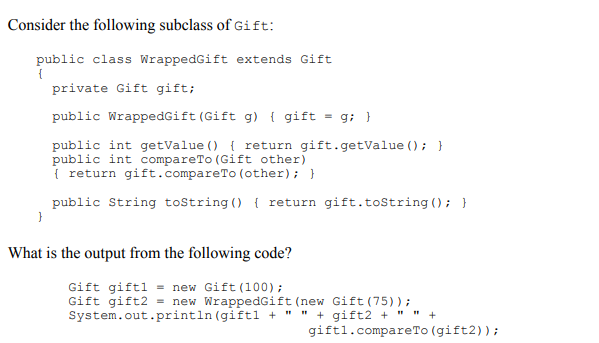 Consider the following subclass of Gift:
public class WrappedGift extends Gift
{
private Gift gift;
public WrappedGift(Gift g) { gift = g; }
public int getValue() { return gift.getValue(); }
public int compareTo(Gift other)
{ return gift.compareTo(other); }
public String toString() { return gift.toString(); }
}
What is the output from the following code?
Gift gift1 = new Gift(100);
Gift gift2 = new WrappedGift(new Gift(75));
System.out.println(gift1 + " " + gift2 + " " +
gift1.compareTo(gift2));